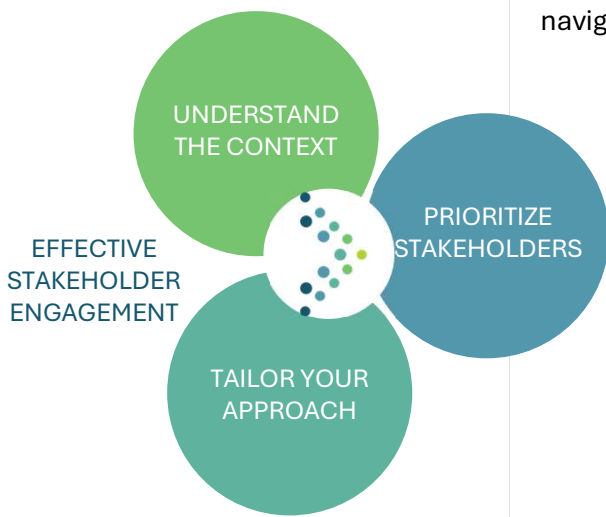 navig
UNDERSTAND
THE CONTEXT
PRIORITIZE
STAKEHOLDERS
EFFECTIVE
STAKEHOLDER
ENGAGEMENT
TAILOR YOUR
APPROACH